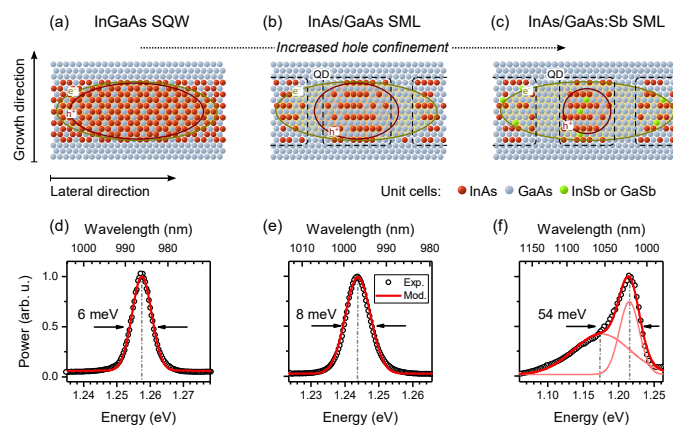 (a) InGaAs SQW
(b) InAs/GaAs SML
(c) InAs/GaAs:Sb SML
Increased hole confinement
Growth direction
e⁻
h⁺
QD
e⁻
h⁺
QD
e⁻
h⁺
Lateral direction
Unit cells: InAs GaAs InSb or GaSb
(d) Wavelength (nm)
1000 990 980
(e) Wavelength (nm)
1010 1000 990 980
(f) Wavelength (nm)
1150 1100 1050 1000
Power (arb. u.)
1.0
0.5
0.0
6 meV
8 meV
Exp.
Mod.
54 meV
1.24 1.25 1.26 1.27
1.23 1.24 1.25 1.26
1.10 1.15 1.20 1.25
Energy (eV)
Energy (eV)
Energy (eV)